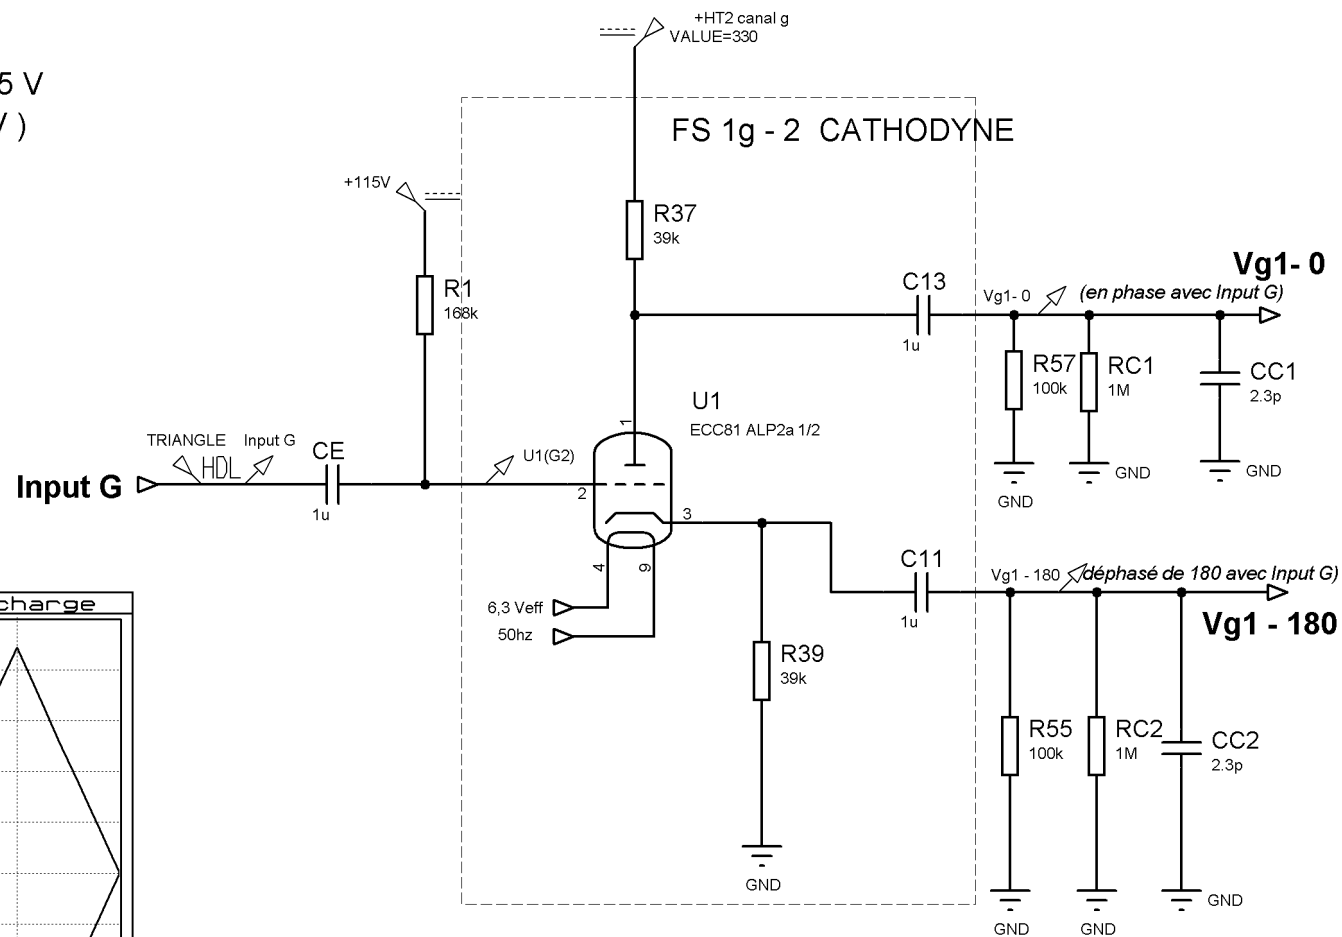 +HT2 canal g
VALUE=330
5 V
V )
FS 1g - 2 CATHODYNE
+115V
R37
39k
R1
168k
C13
1u
Vg1- 0
Vg1- 0
(en phase avec Input G)
R57
100k
RC1
1M
CC1
2.3p
U1
ECC81 ALP2a 1/2
1
TRIANGLE
Input G
HDL
CE
1u
Input G
U1(G2)
2
3
GND
GND
GND
4
9
6,3 Veff
50hz
C11
1u
Vg1 - 180
déphasé de 180 avec Input G)
Vg1 - 180
charge
R39
39k
R55
100k
RC2
1M
CC2
2.3p
GND
GND
GND
GND